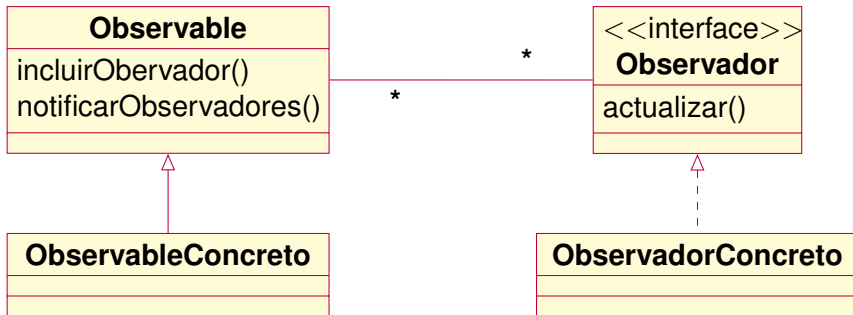 Observable
incluirObervador()
notificarObservadores()
*
*
<<interface>>
Observador
actualizar()
ObservableConcreto
ObservadorConcreto